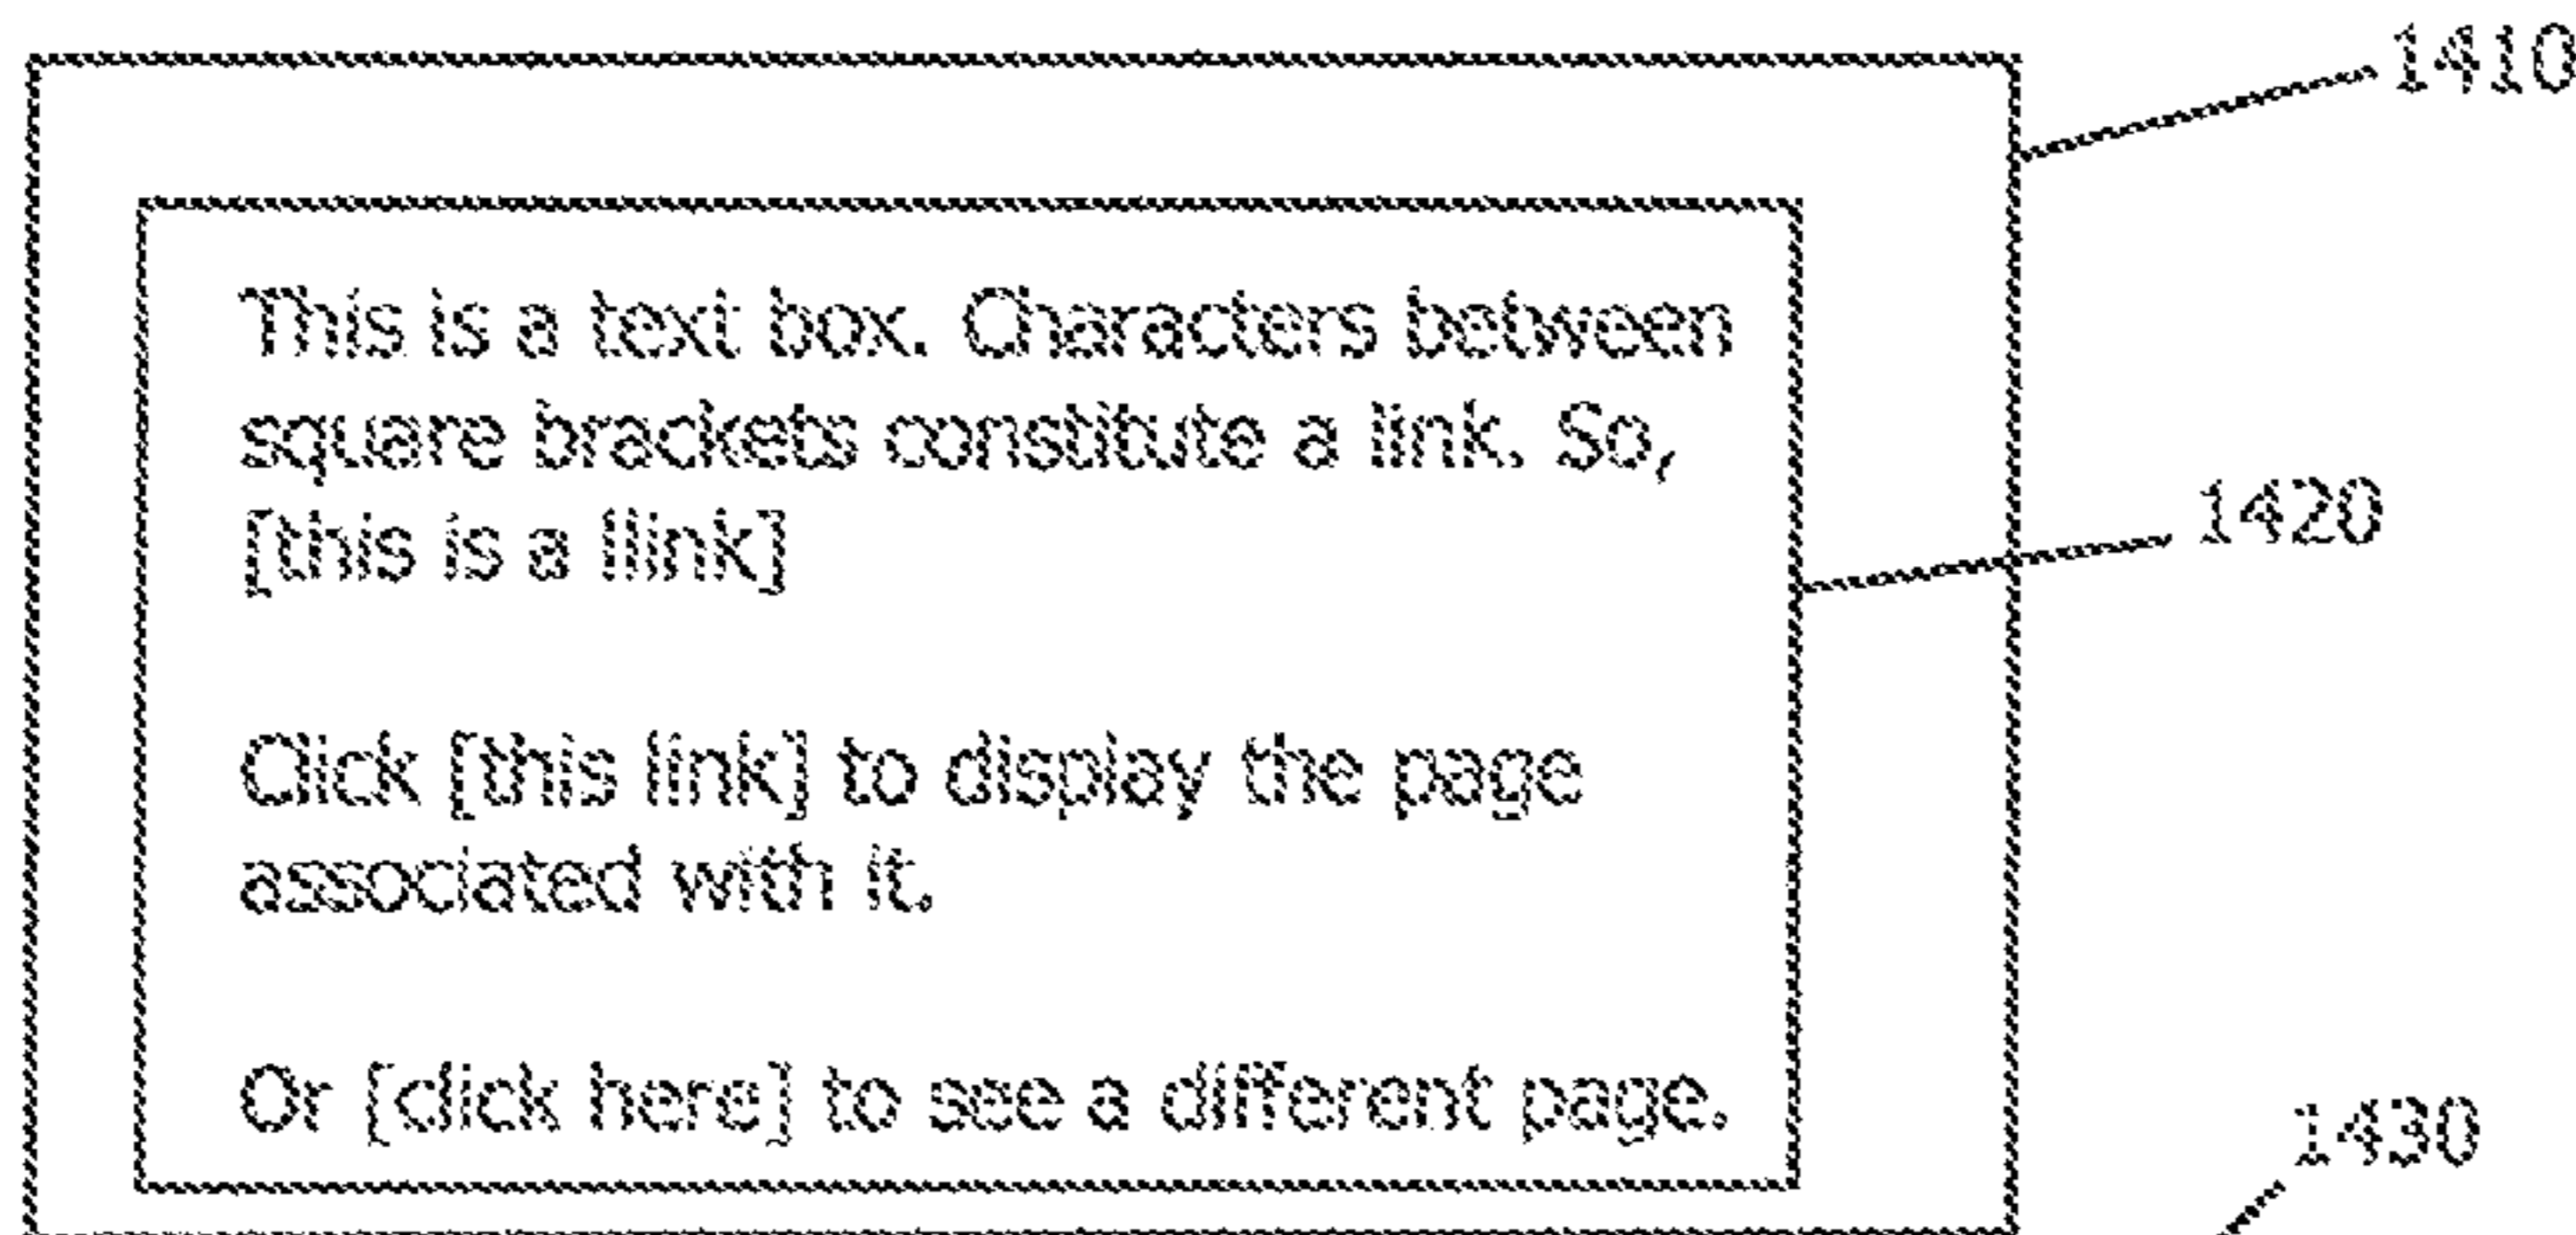 1410
This is a text box. Characters between
square brackets constitute a link. So,
[this is a llink]
1420
Click [this link] to display the page
associated with it.
Or [click here] to see a different page.
1430